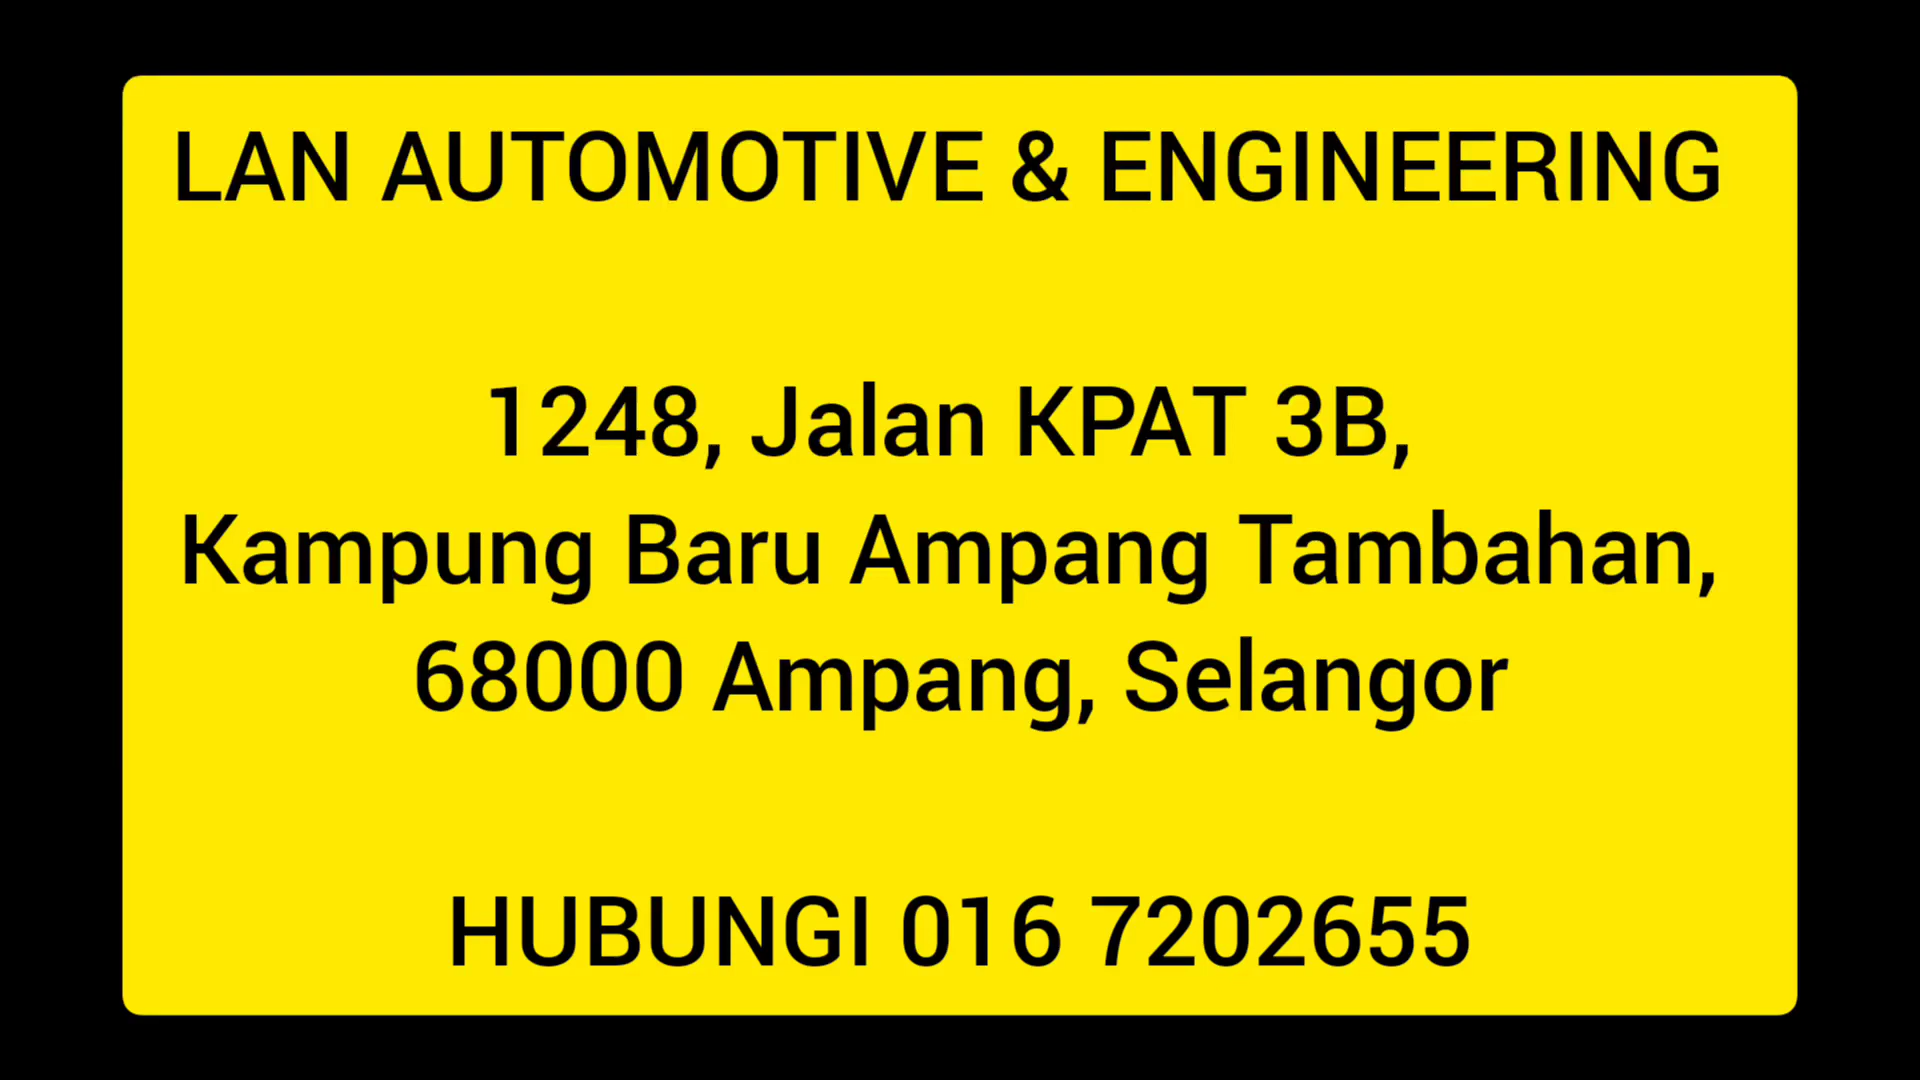 LAN AUTOMOTIVE & ENGINEERING
1248, Jalan KPAT 3B,
Kampung Baru Ampang Tambahan,
68000 Ampang, Selangor
HUBUNGI 016 7202655